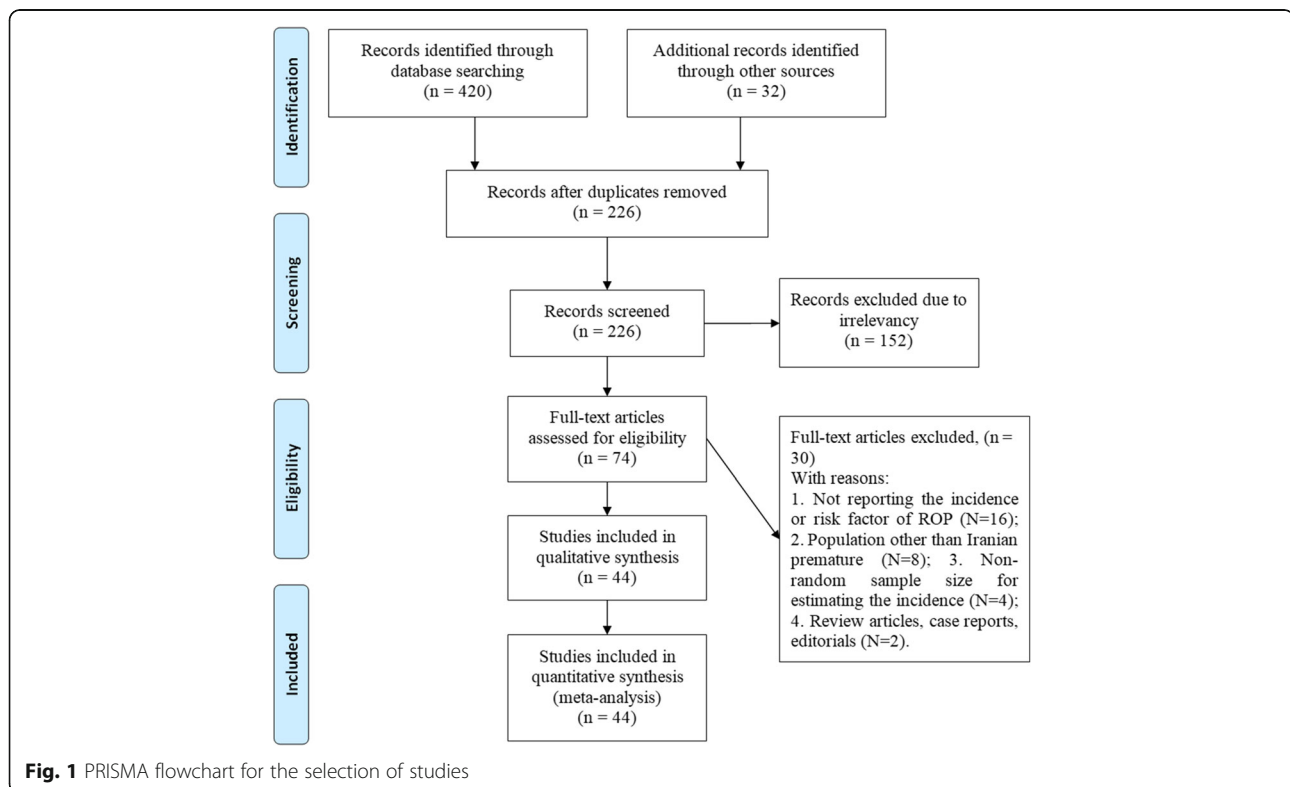 Identification
Records identified through
database searching
(n = 420)
Additional records identified
through other sources
(n = 32)
Records after duplicates removed
(n = 226)
Screening
Records screened
(n = 226)
Records excluded due to
irrelevancy
(n = 152)
Eligibility
Full-text articles
assessed for eligibility
(n = 74)
Full-text articles excluded, (n =
30)
With reasons:
1. Not reporting the incidence
or risk factor of ROP (N=16);
2. Population other than Iranian
premature (N=8); 3. Non-
random sample size for
estimating the incidence (N=4);
4. Review articles, case reports,
editorials (N=2).
Studies included in
qualitative synthesis
(n = 44)
Included
Studies included in
quantitative synthesis
(meta-analysis)
(n = 44)
Fig. 1 PRISMA flowchart for the selection of studies